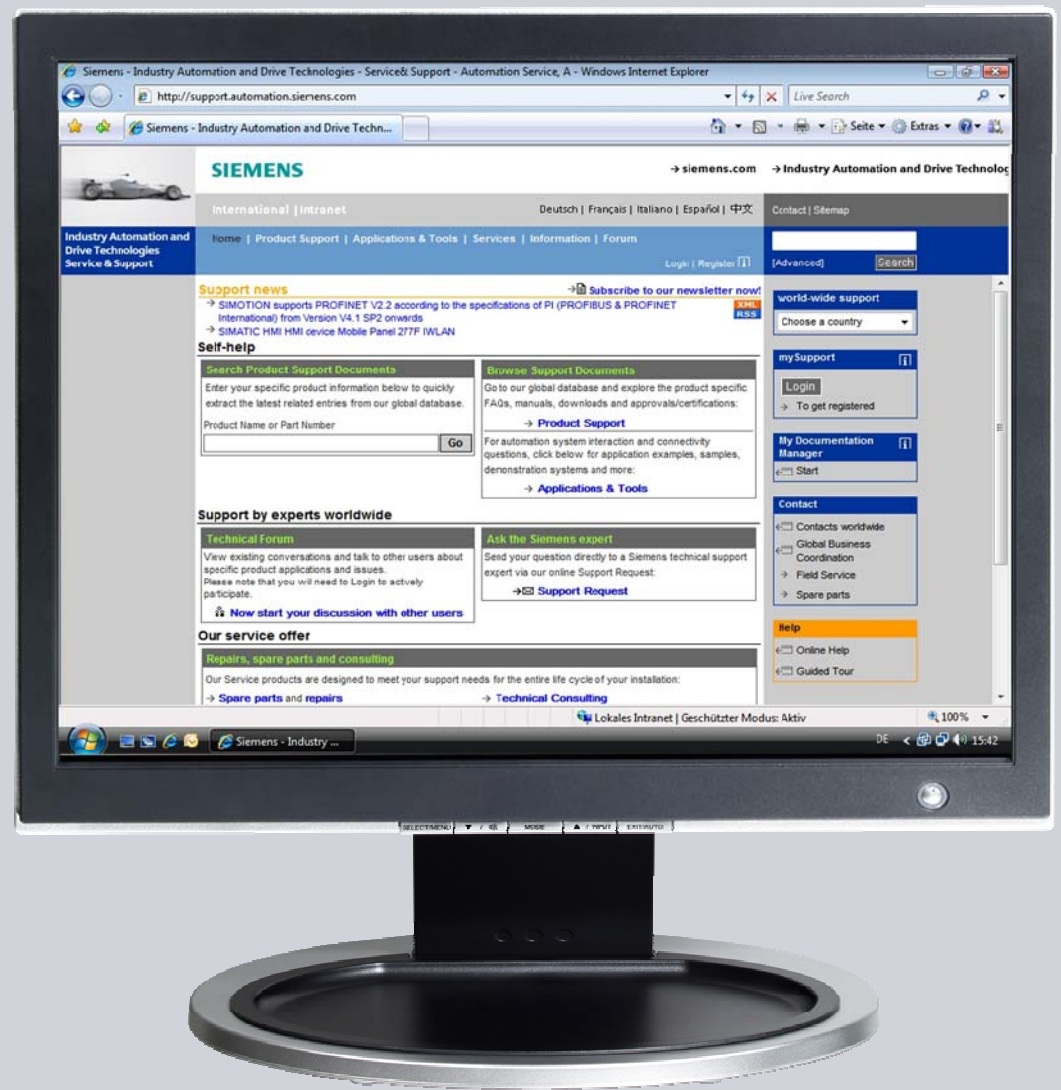 Siemens - Industry Automation and Drive Technologies - Service& Support - Automation Service, A - Windows Internet Explorer
http://support.automation.siemens.com
Live Search
Siemens - Industry Automation and Drive Techn...
Seite
Extras
SIEMENS
→ siemens.com
→ Industry Automation and Drive Technolog
International | Intranet
Deutsch | Français | Italiano | Español | 中文
Contact | Sitemap
Industry Automation and
Drive Technologies
Service & Support
Home | Product Support | Applications & Tools | Services | Information | Forum
Login | Register
[Advanced]
Search
Support news
→ Subscribe to our newsletter now!
→ SIMOTION supports PROFINET V2.2 according to the specifications of PI (PROFIBUS & PROFINET
International) from Version V4.1 SP2 onwards
XML
RSS
→ SIMATIC HMI HMI device Mobile Panel 277F IWLAN
Self-help
Search Product Support Documents
Enter your specific product information below to quickly
extract the latest related entries from our global database.
Product Name or Part Number
Go
Browse Support Documents
Go to our global database and explore the product specific
FAQs, manuals, downloads and approvals/certifications:
→ Product Support
For automation system interaction and connectivity
questions, click below for application examples, samples,
demonstration systems and more:
→ Applications & Tools
Support by experts worldwide
Technical Forum
View existing conversations and talk to other users about
specific product applications and issues.
Please note that you will need to Login to actively
participate.
Now start your discussion with other users
Ask the Siemens expert
Send your question directly to a Siemens technical support
expert via our online Support Request:
→ Support Request
Our service offer
Repairs, spare parts and consulting
Our Service products are designed to meet your support needs for the entire life cycle of your installation:
→ Spare parts and repairs
→ Technical Consulting
world-wide support
Choose a country
mySupport
Login
→ To get registered
My Documentation
Manager
Start
Contact
Contacts worldwide
Global Business
Coordination
→ Field Service
→ Spare parts
Help
Online Help
Guided Tour
Lokales Intranet | Geschützter Modus: Aktiv
100%
Siemens - Industry ...
DE
15:42
SELECT/MENU
MODE
/ INPUT
EXIT/AUTO